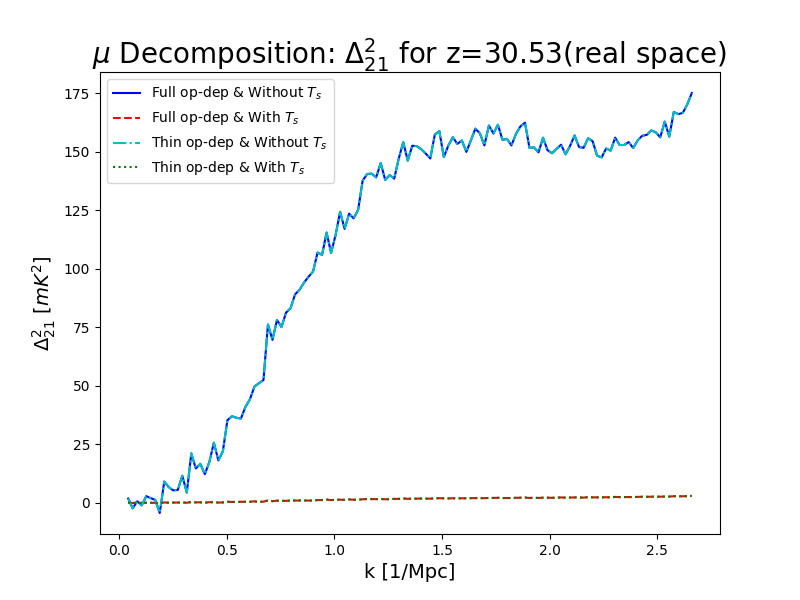 μ Decomposition: Δ²₂₁ for z=30.53(real space)
Full op-dep & Without Tₛ
Full op-dep & With Tₛ
Thin op-dep & Without Tₛ
Thin op-dep & With Tₛ
175
150
125
100
75
50
25
0
Δ²₂₁ [mK²]
0.0 0.5 1.0 1.5 2.0 2.5
k [1/Mpc]